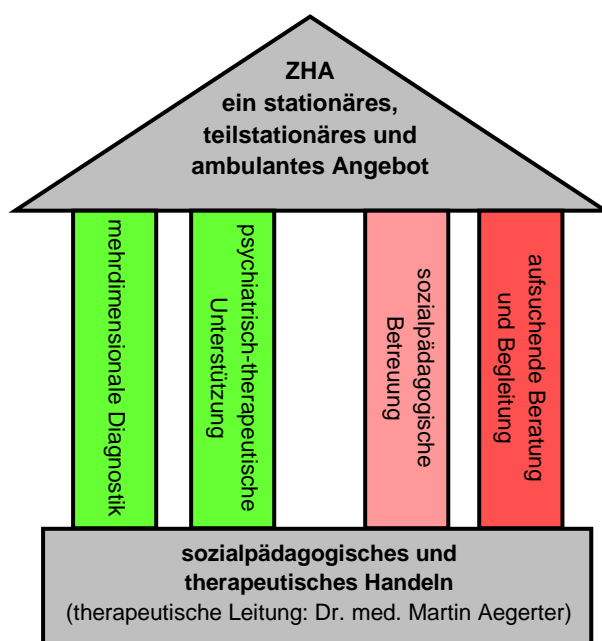 ZHA
ein stationäres,
teilstationäres und
ambulantes Angebot
mehrdimensionale Diagnostik
psychiatrisch-therapeutische
Unterstützung
sozialpädagogische
Betreuung
aufsuchende Beratung
und Begleitung
sozialpädagogisches und
therapeutisches Handeln
(therapeutische Leitung: Dr. med. Martin Aegerter)